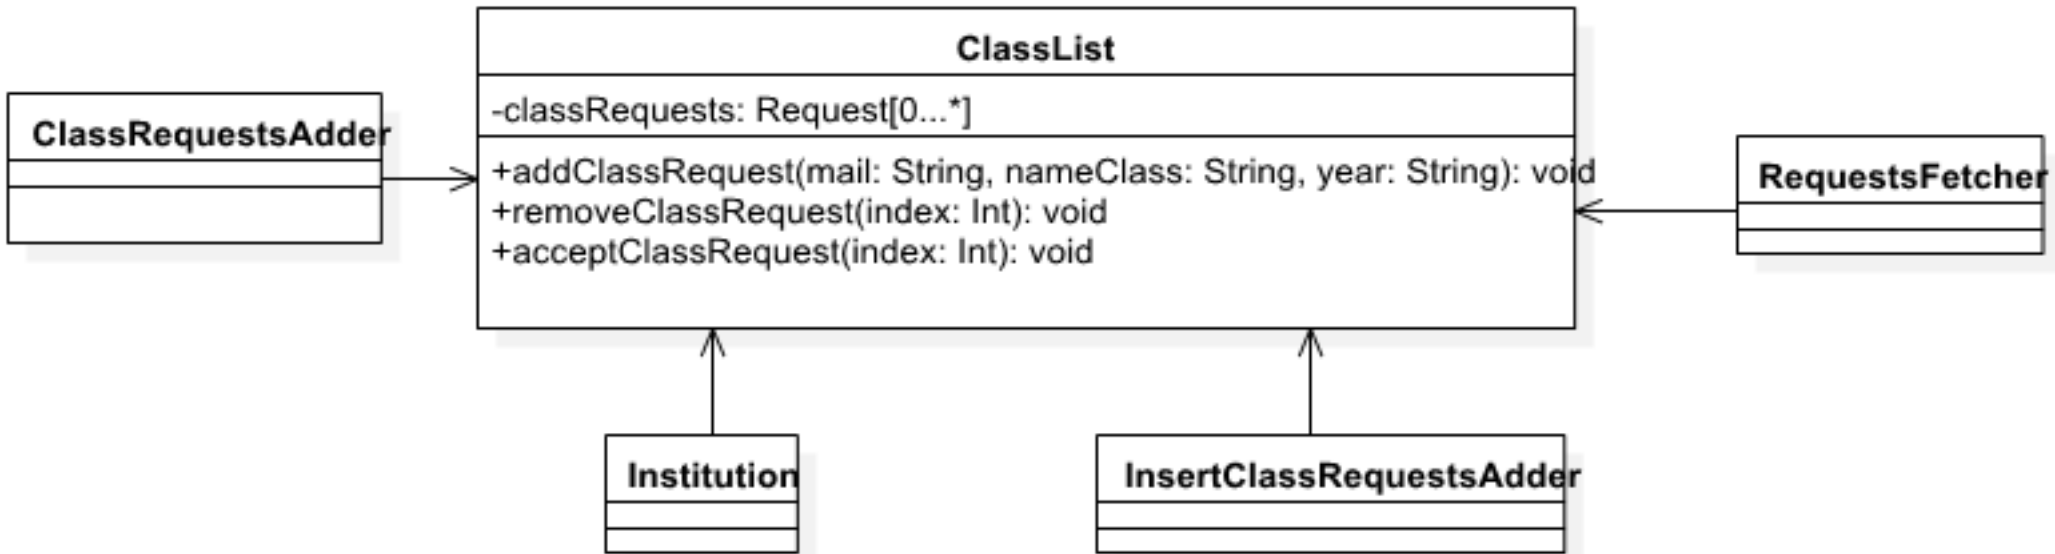 ClassList
-classRequests: Request[0...*]
+addClassRequest(mail: String, nameClass: String, year: String): void
+removeClassRequest(index: Int): void
+acceptClassRequest(index: Int): void
ClassRequestsAdder
RequestsFetcher
Institution
InsertClassRequestsAdder